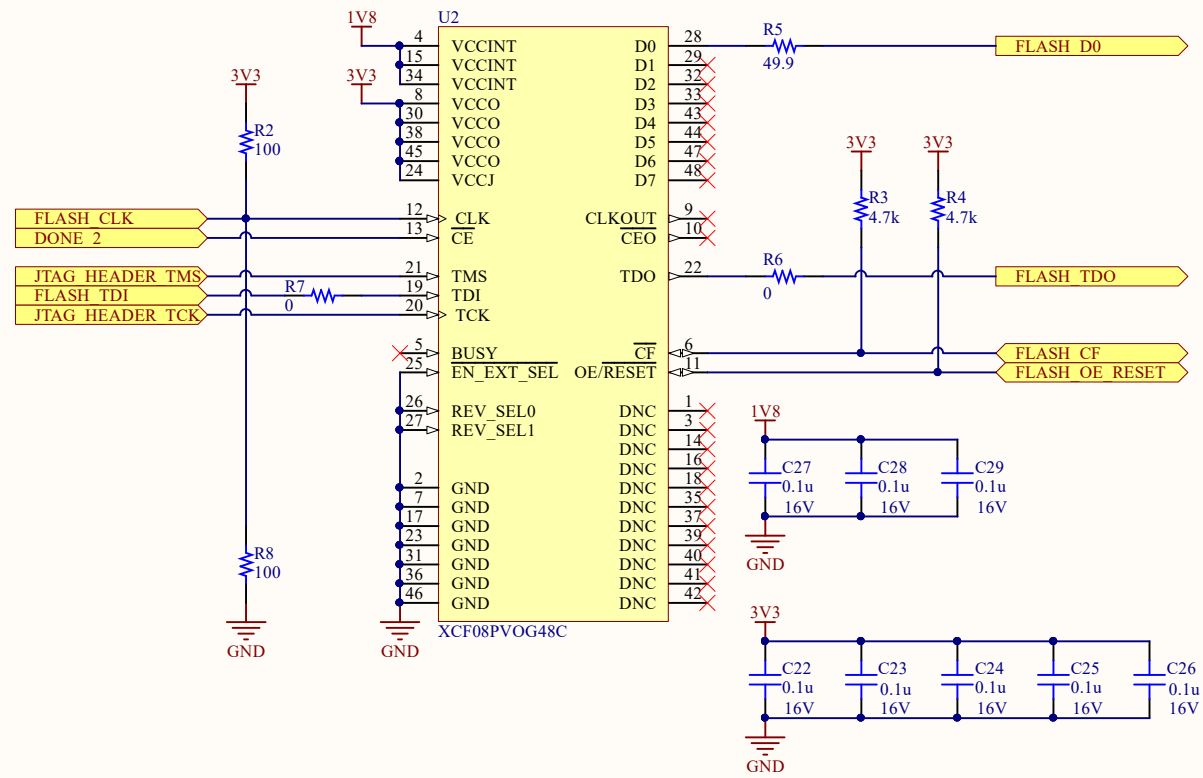 U2
1V8
3V3
3V3
R2
100
4 VCCINT
15 VCCINT
34 VCCINT
8 VCCO
30 VCCO
38 VCCO
45 VCCO
24 VCCJ
12 CLK
13 CE
21 TMS
19 TDI
20 TCK
5 BUSY
25 EN_EXT_SEL
26 REV_SEL0
27 REV_SEL1
2 GND
7 GND
17 GND
23 GND
31 GND
36 GND
46 GND
XCF08PVOG48C
FLASH_CLK
DONE_2
JTAG_HEADER_TMS
FLASH_TDI
JTAG_HEADER_TCK
R7
0
R8
100
GND
GND
D0 28
D1 29
D2 32
D3 33
D4 43
D5 44
D6 47
D7 48
CLKOUT 9
CEO 10
TDO 22
CF 6
OE/RESET 11
DNC 1
DNC 3
DNC 14
DNC 16
DNC 18
DNC 35
DNC 37
DNC 39
DNC 40
DNC 41
DNC 42
R5
49.9
FLASH_D0
3V3
3V3
R3
4.7k
R4
4.7k
R6
0
FLASH_TDO
FLASH_CF
FLASH_OE_RESET
1V8
C27
0.1u
16V
C28
0.1u
16V
C29
0.1u
16V
GND
3V3
C22
0.1u
16V
C23
0.1u
16V
C24
0.1u
16V
C25
0.1u
16V
C26
0.1u
16V
GND